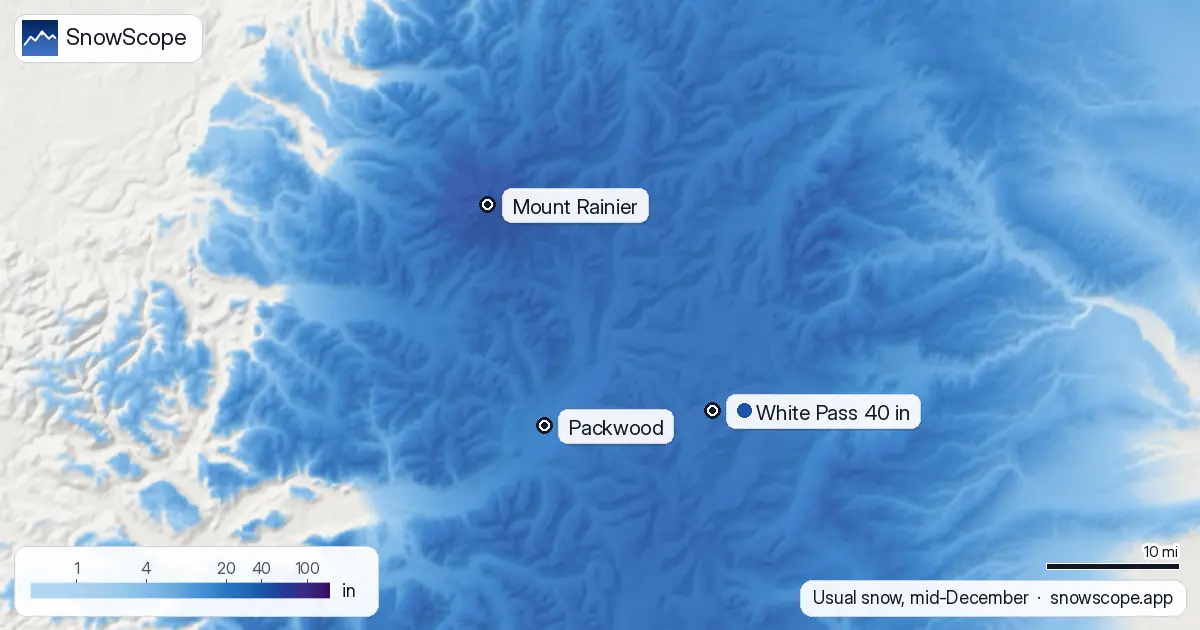 SnowScope
Mount Rainier
White Pass 40 in
Packwood
1 4 20 40 100
in
10 mi
Usual snow, mid-December · snowscope.app